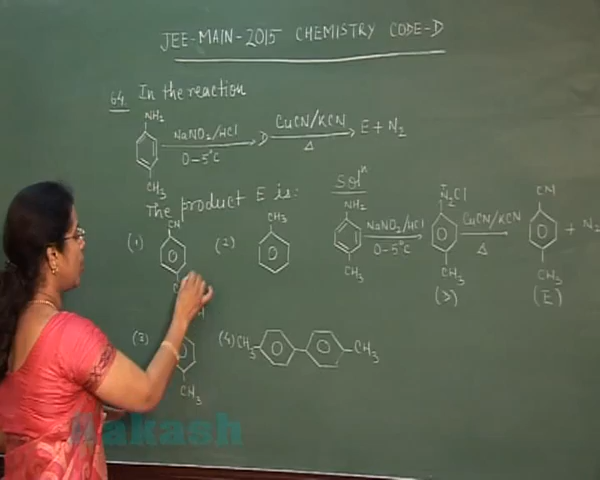 JEE-MAIN-2015 CHEMISTRY CODE-D
64. In the reaction
NH₂
NaNO₂/HCl
0-5°C
D
CuCN/KCN
Δ
E + N₂
CH₃
The product E is:
(1)
CN
(2)
CH₃
(3)
CH₃
(4) CH₃
CH₃
Solⁿ
NH₂
NaNO₂/HCl
0-5°C
CH₃
N₂Cl
CH₃
(D)
CuCN/KCN
Δ
CN
CH₃
(E)
+ N₂
Aakash